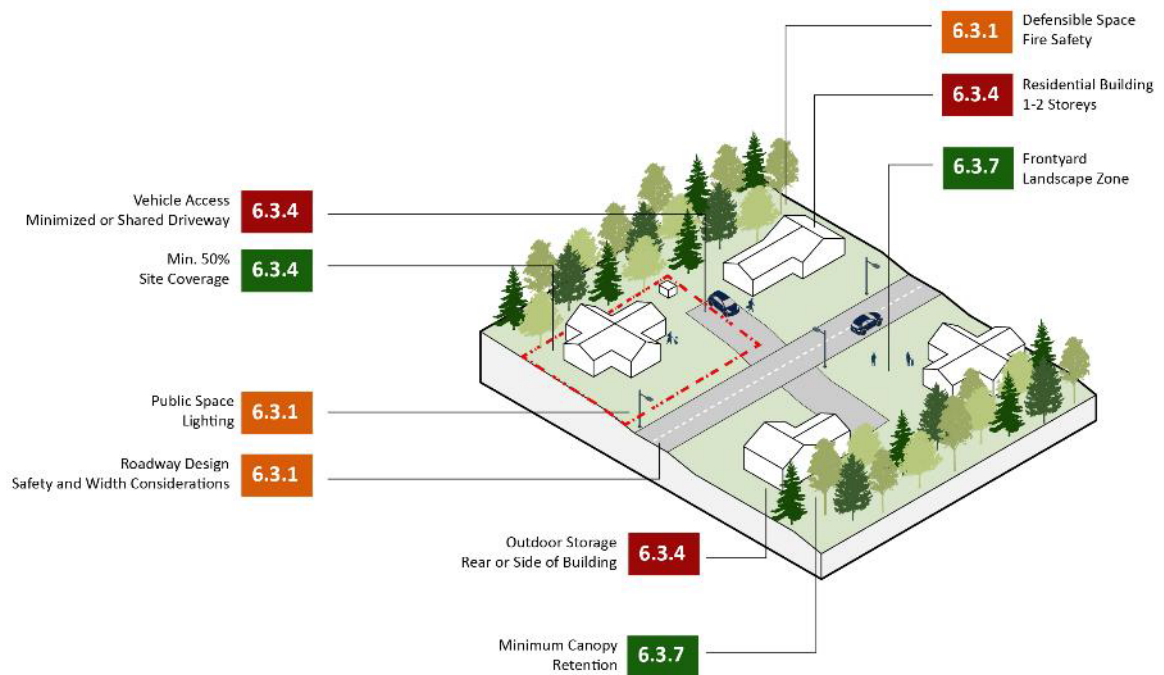 6.3.1
Defensible Space
Fire Safety
6.3.4
Residential Building
1-2 Storeys
6.3.7
Frontyard
Landscape Zone
Vehicle Access
Minimized or Shared Driveway
6.3.4
Min. 50%
Site Coverage
6.3.4
Public Space
Lighting
6.3.1
Roadway Design
Safety and Width Considerations
6.3.1
Outdoor Storage
Rear or Side of Building
6.3.4
Minimum Canopy
Retention
6.3.7